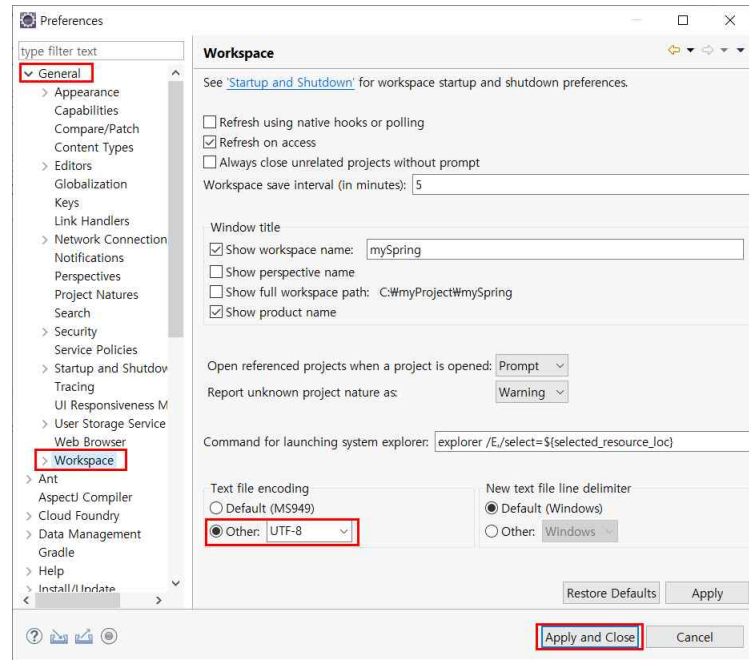 Preferences
type filter text
General
Appearance
Capabilities
Compare/Patch
Content Types
Editors
Globalization
Keys
Link Handlers
Network Connection
Notifications
Perspectives
Project Natures
Search
Security
Service Policies
Startup and Shutdow
Tracing
UI Responsiveness M
User Storage Service
Web Browser
Workspace
Ant
AspectJ Compiler
Cloud Foundry
Data Management
Gradle
Help
Install/Update
Workspace
See 'Startup and Shutdown' for workspace startup and shutdown preferences.
Refresh using native hooks or polling
Refresh on access
Always close unrelated projects without prompt
Workspace save interval (in minutes): 5
Window title
Show workspace name: mySpring
Show perspective name
Show full workspace path: C:₩myProject₩mySpring
Show product name
Open referenced projects when a project is opened: Prompt
Report unknown project nature as: Warning
Command for launching system explorer: explorer /E,/select=${selected_resource_loc}
Text file encoding
Default (MS949)
Other: UTF-8
New text file line delimiter
Default (Windows)
Other: Windows
Restore Defaults Apply
Apply and Close Cancel